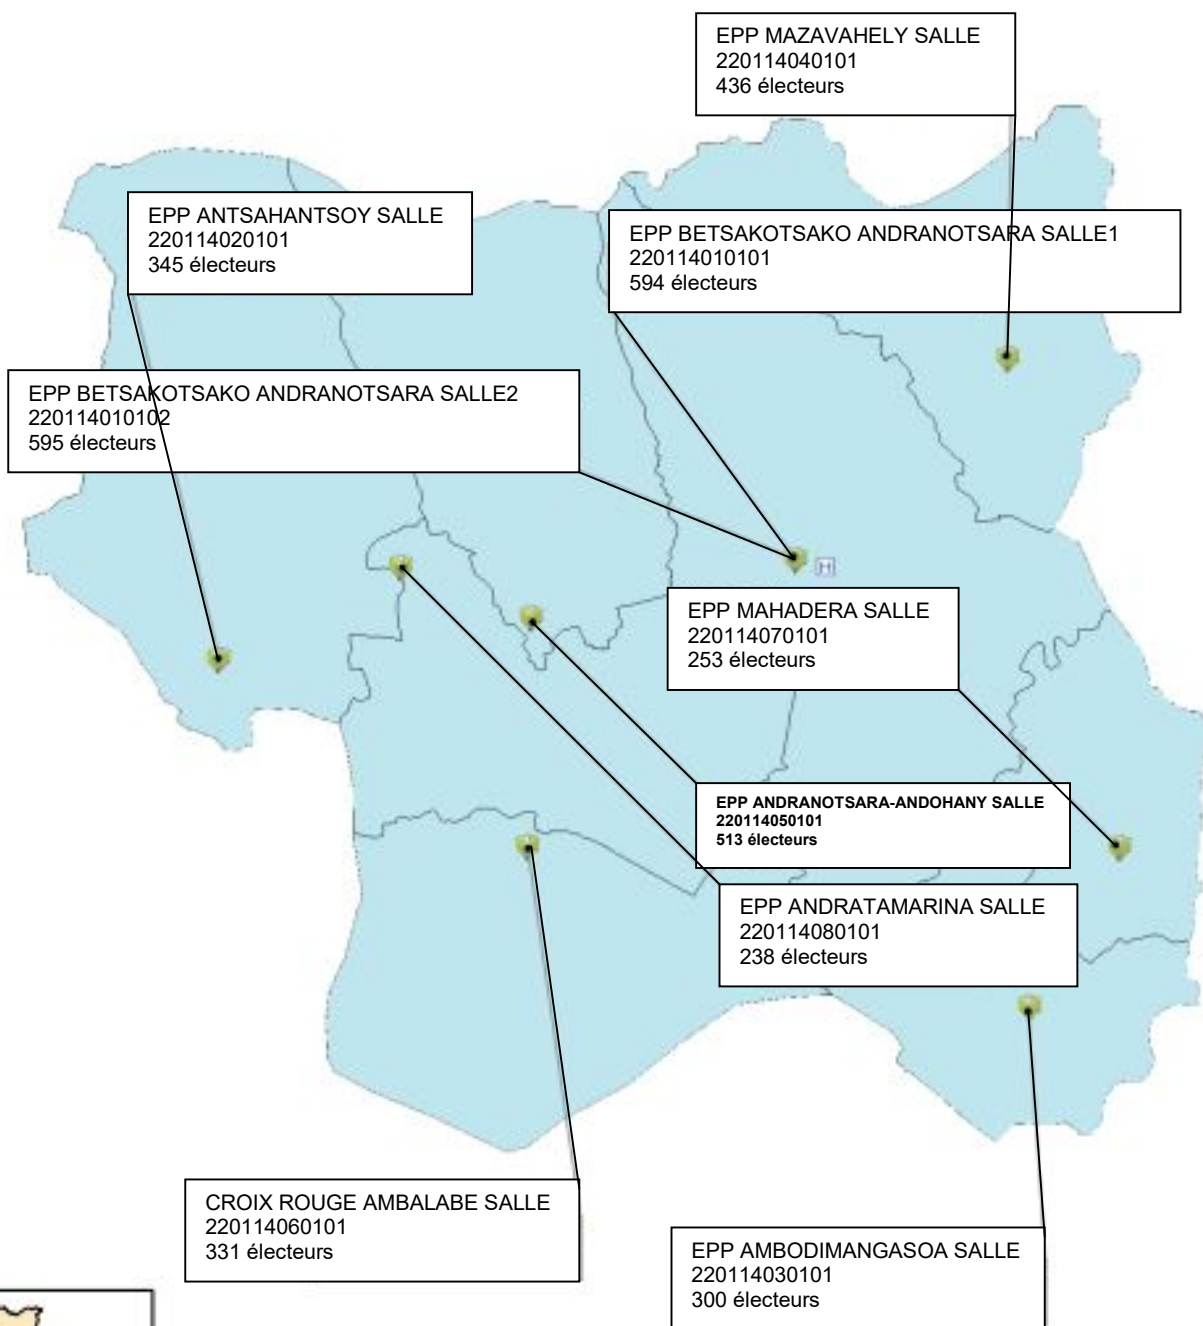 EPP MAZAVAHELY SALLE
220114040101
436 électeurs
EPP ANTSAHANTSOY SALLE
220114020101
345 électeurs
EPP BETSAKOTSAKO ANDRANOTSARA SALLE1
220114010101
594 électeurs
EPP BETSAKOTSAKO ANDRANOTSARA SALLE2
220114010102
595 électeurs
H
EPP MAHADERA SALLE
220114070101
253 électeurs
EPP ANDRANOTSARA-ANDOHANY SALLE
220114050101
513 électeurs
EPP ANDRATAMARINA SALLE
220114080101
238 électeurs
CROIX ROUGE AMBALABE SALLE
220114060101
331 électeurs
EPP AMBODIMANGASOA SALLE
220114030101
300 électeurs